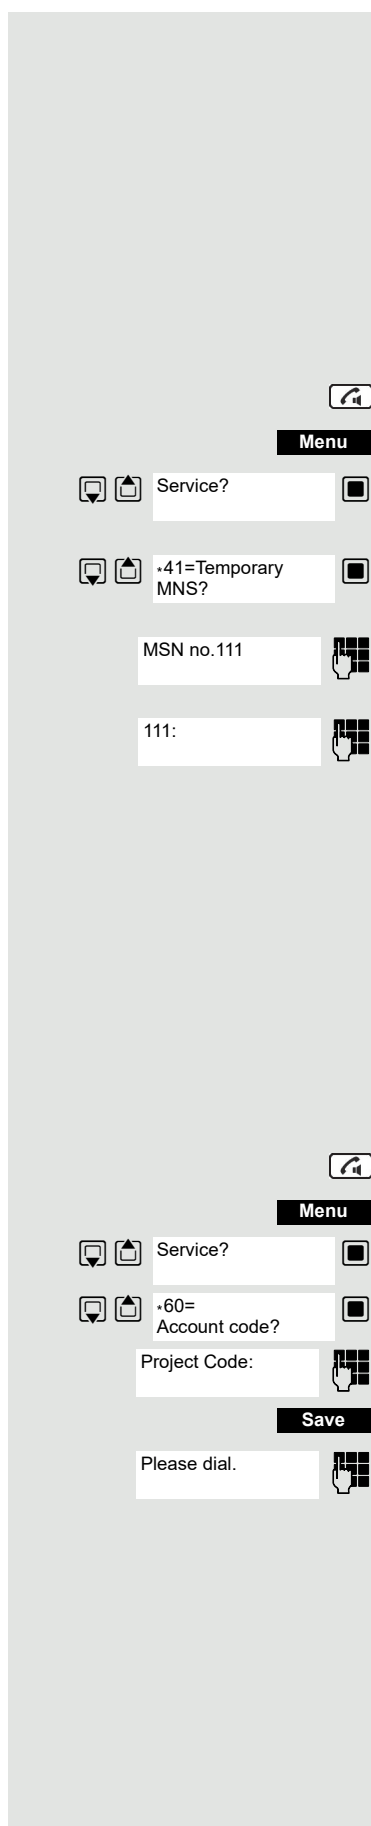 Menu
Service?
*41=Temporary
MNS?
MSN no.111
111:
Menu
Service?
*60=
Account code?
Project Code:
Save
Please dial.